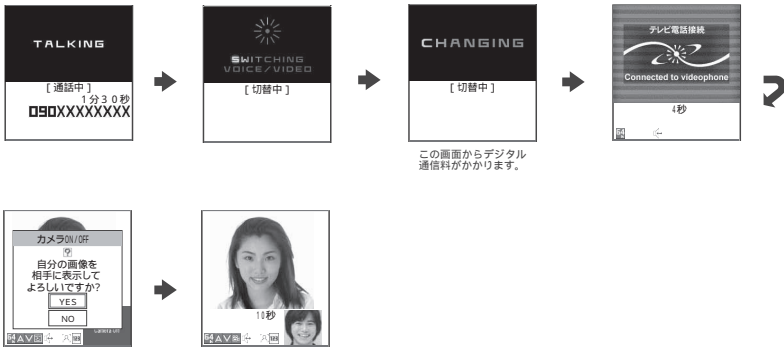 TALKING
[ 通話中 ]
1分30秒
090XXXXXXXX
SWITCHING
VOICE/VIDEO
[ 切替中 ]
CHANGING
[ 切替中 ]
この画面からデジタル
通信料がかかります。
テレビ電話接続
Connected to videophone
4秒
カメラON/OFF
自分の画像を
相手に表示して
よろしいですか?
YES
NO
Camera Off
10秒